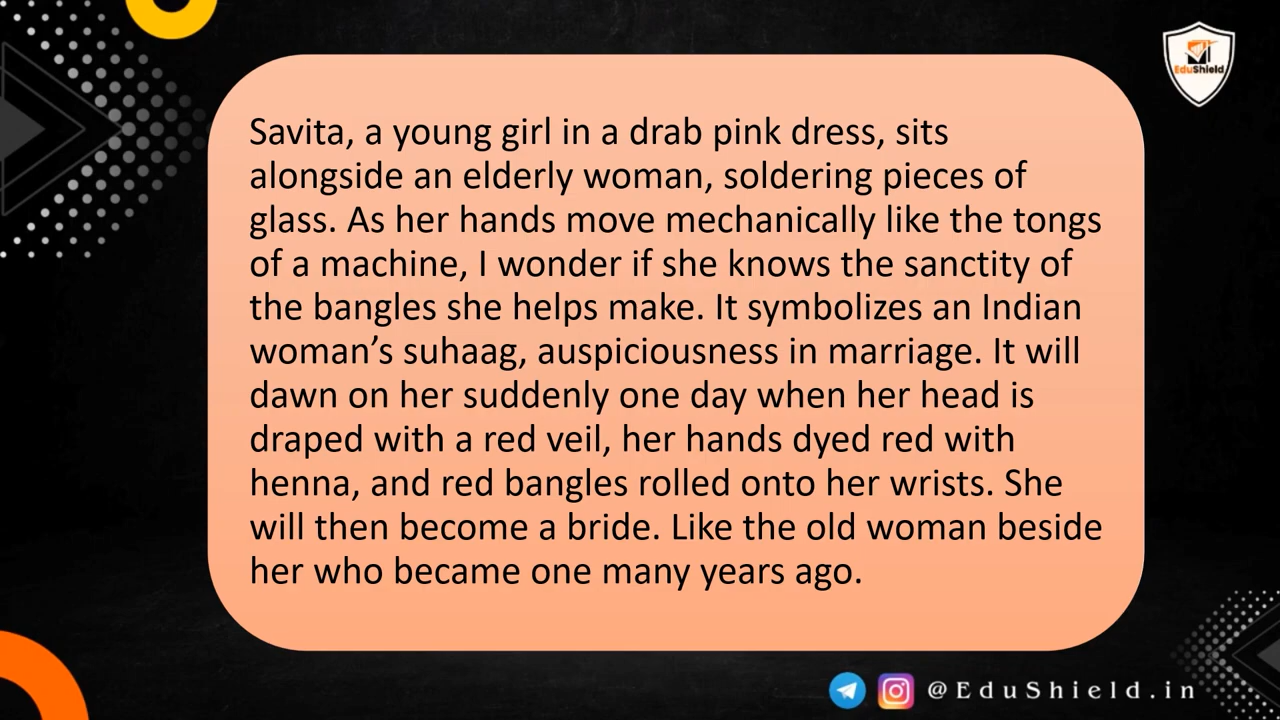 EduShield
Savita, a young girl in a drab pink dress, sits
alongside an elderly woman, soldering pieces of
glass. As her hands move mechanically like the tongs
of a machine, I wonder if she knows the sanctity of
the bangles she helps make. It symbolizes an Indian
woman’s suhaag, auspiciousness in marriage. It will
dawn on her suddenly one day when her head is
draped with a red veil, her hands dyed red with
henna, and red bangles rolled onto her wrists. She
will then become a bride. Like the old woman beside
her who became one many years ago.
@EduShield.in